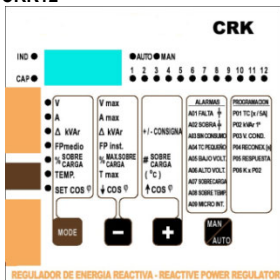 CRK12
CRK
IND AUTO MAN
1 2 3 4 5 6 7 8 9 10 11 12
CAP
V V max
A A max
Δ kVAr Δ kVAr +/- CONSIGNA
FPmedio FP inst.
% SOBRE CARGA % MAX.SOBRE CARGA # SOBRE CARGA
TEMP. T max (°C)
SET COS φ ↓ COS φ ↑ COS φ
ALARMAS PROGRAMACION
A01 FALTA P01 TC [x / 5A]
A02 SOBRA P02 kVAr 1º
A03 SIN CONSUMO P03 V. COND.
A04 TC PEQUEÑO P04 RECONEX. [s]
A05 BAJO VOLT. P05 RESPUESTA
A06 ALTO VOLT. P06 K x P02
A07 SOBRECARGA
A08 SOBRE TEMP.
A09 MICRO INT.
MODE - + MAN/AUTO
REGULADOR DE ENERGIA REACTIVA - REACTIVE POWER REGULATOR